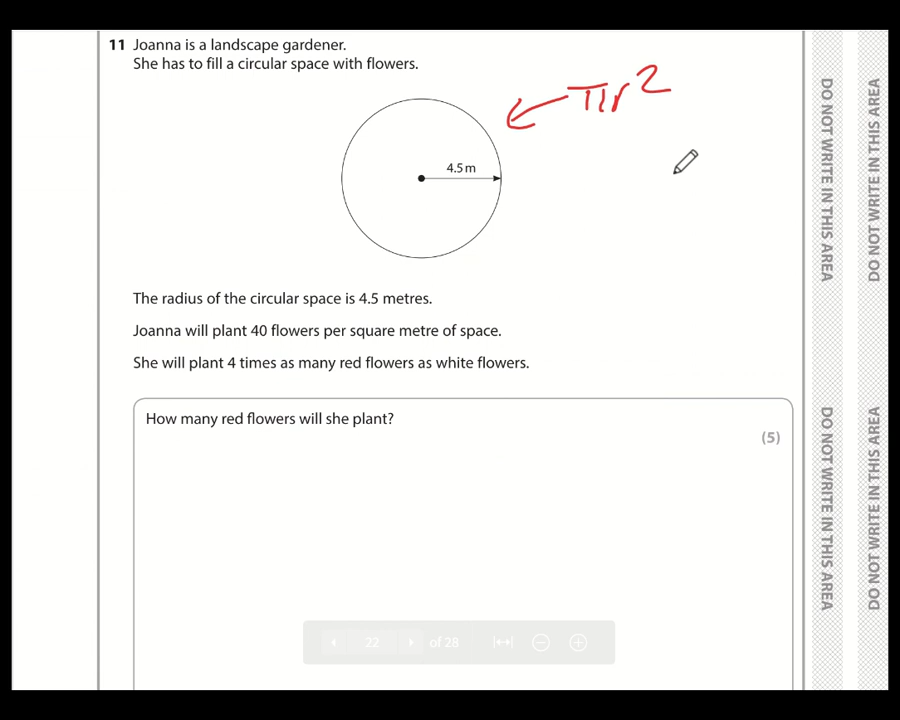 11 Joanna is a landscape gardener.
She has to fill a circular space with flowers.
πr²
4.5 m
The radius of the circular space is 4.5 metres.
Joanna will plant 40 flowers per square metre of space.
She will plant 4 times as many red flowers as white flowers.
How many red flowers will she plant?
(5)
22 of 28
DO NOT WRITE IN THIS AREA
DO NOT WRITE IN THIS AREA
DO NOT WRITE IN THIS AREA
DO NOT WRITE IN THIS AREA